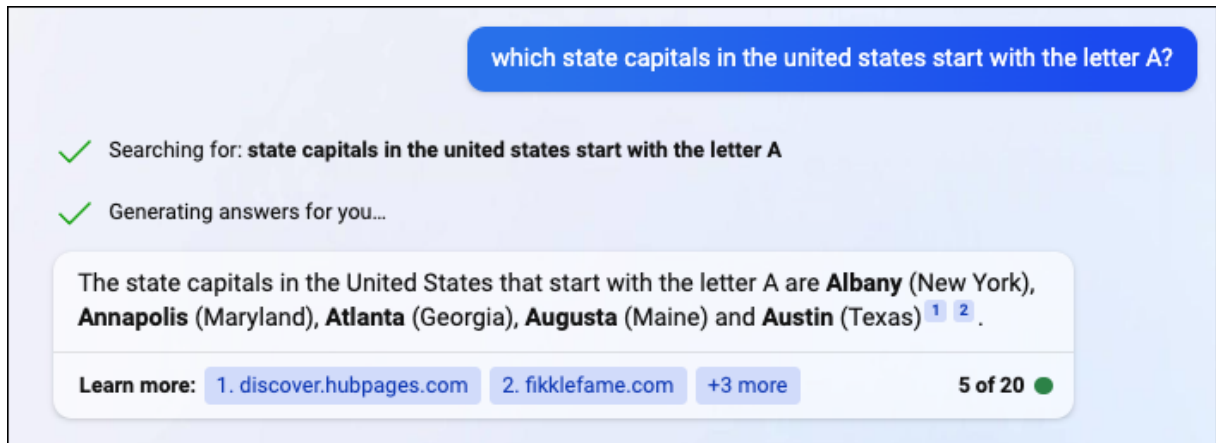 which state capitals in the united states start with the letter A?
Searching for: state capitals in the united states start with the letter A
Generating answers for you…
The state capitals in the United States that start with the letter A are Albany (New York),
Annapolis (Maryland), Atlanta (Georgia), Augusta (Maine) and Austin (Texas) 1 2 .
Learn more: 1. discover.hubpages.com 2. fikklefame.com +3 more 5 of 20